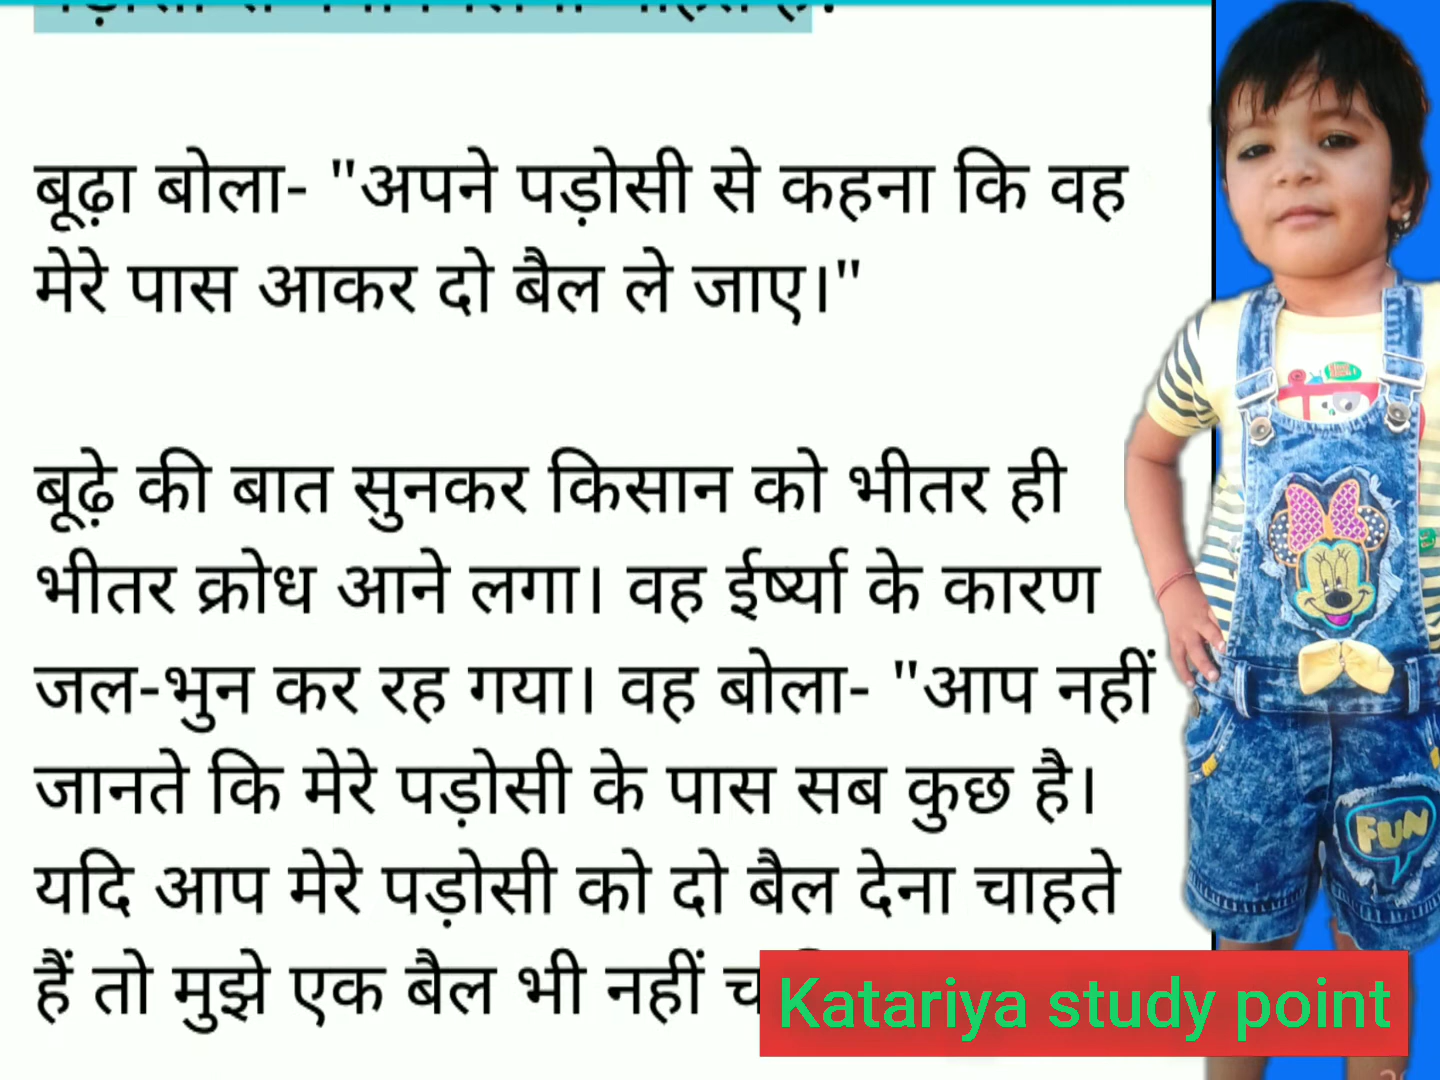 बूढ़ा बोला- "अपने पड़ोसी से कहना कि वह
मेरे पास आकर दो बैल ले जाए।"
बूढ़े की बात सुनकर किसान को भीतर ही
भीतर क्रोध आने लगा। वह ईर्ष्या के कारण
जल-भुन कर रह गया। वह बोला- "आप नहीं
जानते कि मेरे पड़ोसी के पास सब कुछ है।
यदि आप मेरे पड़ोसी को दो बैल देना चाहते
हैं तो मुझे एक बैल भी नहीं
Katariya study point
FUN